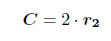 C = 2 · r₂